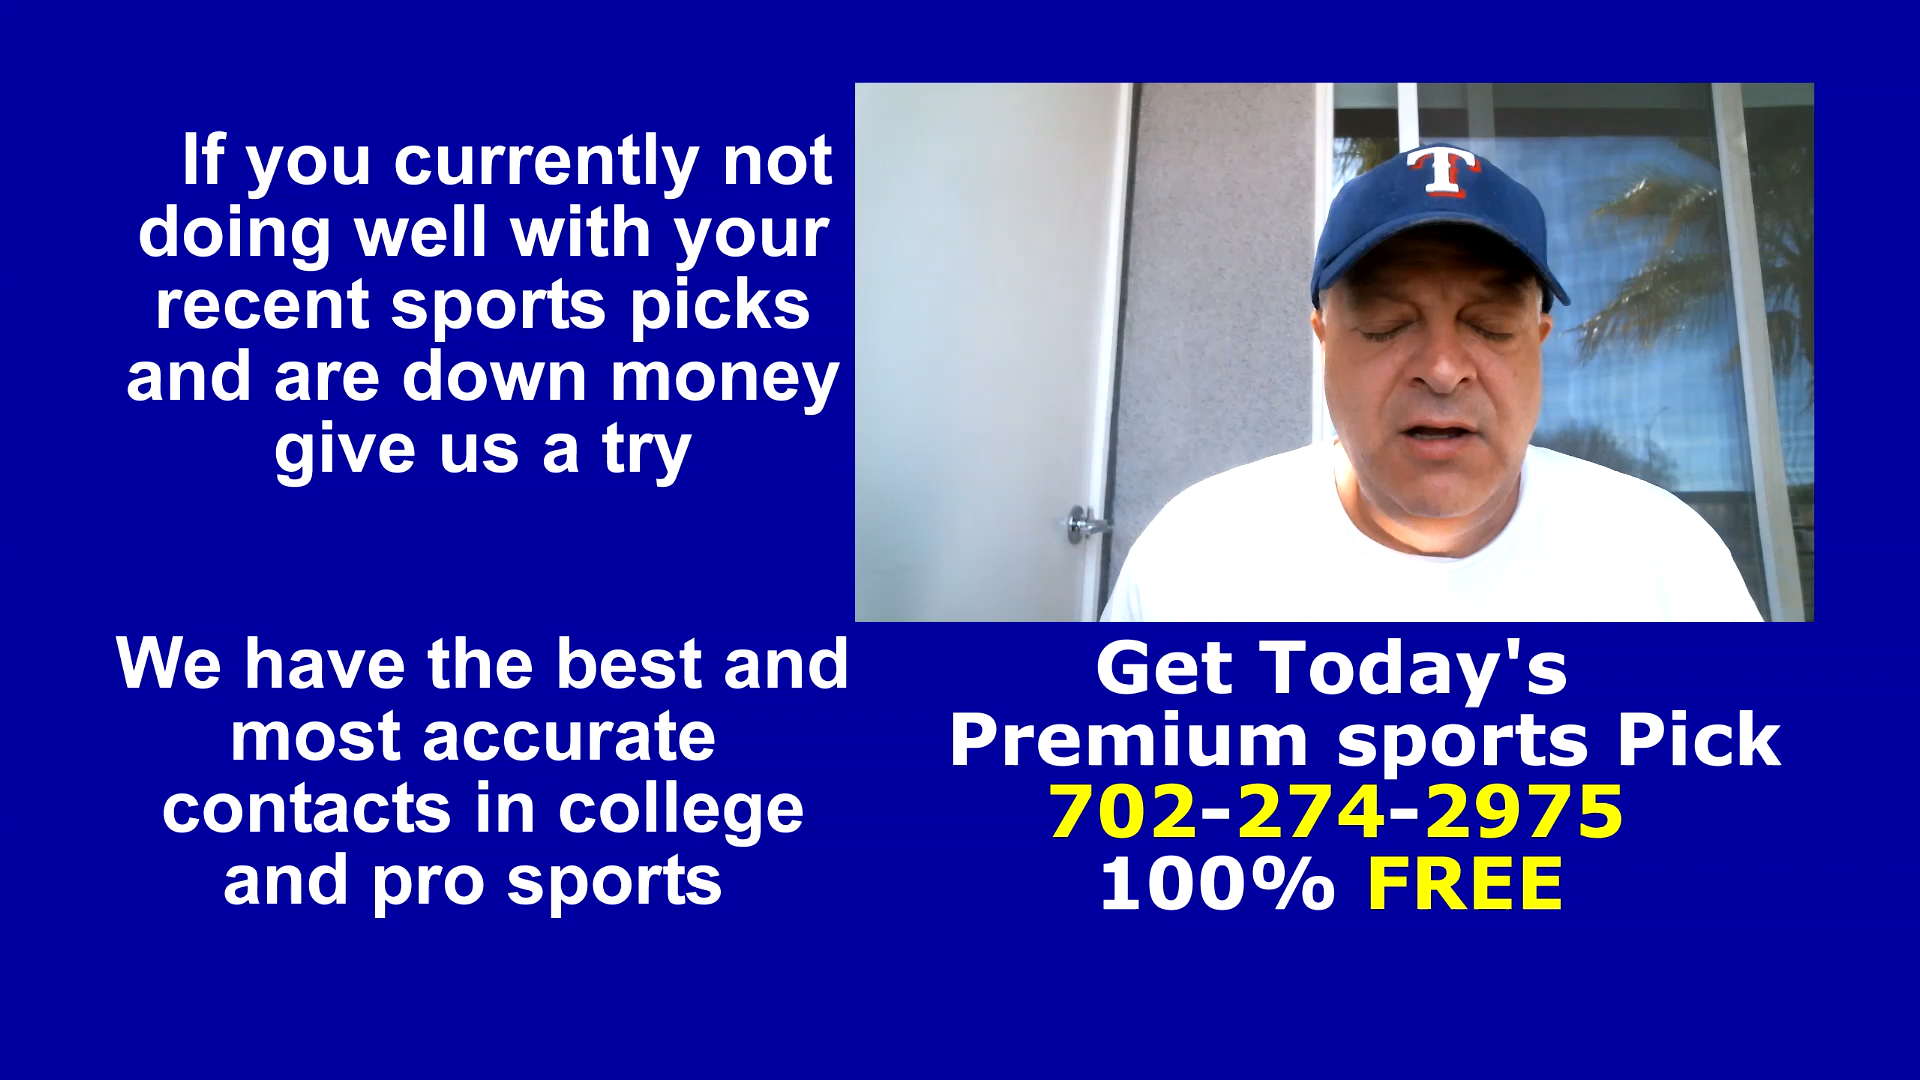 If you currently not
doing well with your
recent sports picks
and are down money
give us a try
We have the best and
most accurate
contacts in college
and pro sports
T
Get Today's
Premium sports Pick
702-274-2975
100% FREE